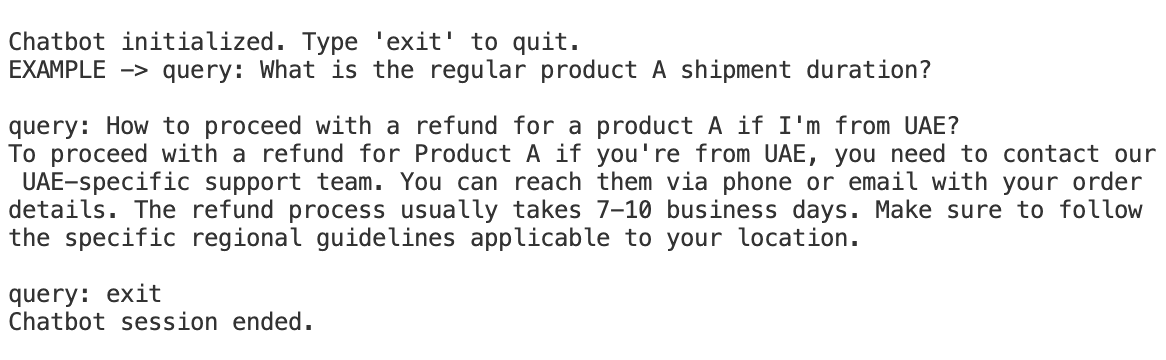 Chatbot initialized. Type 'exit' to quit.
EXAMPLE -> query: What is the regular product A shipment duration?
query: How to proceed with a refund for a product A if I'm from UAE?
To proceed with a refund for Product A if you're from UAE, you need to contact our
UAE-specific support team. You can reach them via phone or email with your order
details. The refund process usually takes 7-10 business days. Make sure to follow
the specific regional guidelines applicable to your location.
query: exit
Chatbot session ended.